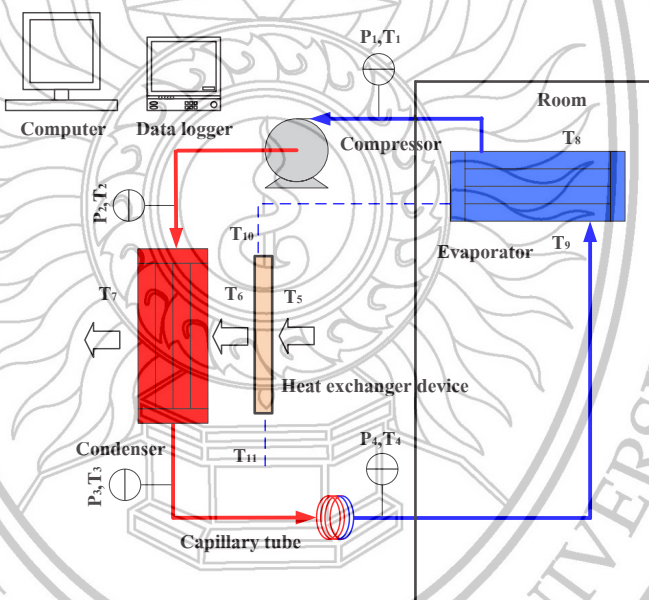 P1,T1
Room
Computer
Data logger
Compressor
T8
P2,T2
T10
Evaporator
T9
T7
T6
T5
Heat exchanger device
Condenser
P3,T3
T11
P4,T4
Capillary tube
UNIVERS